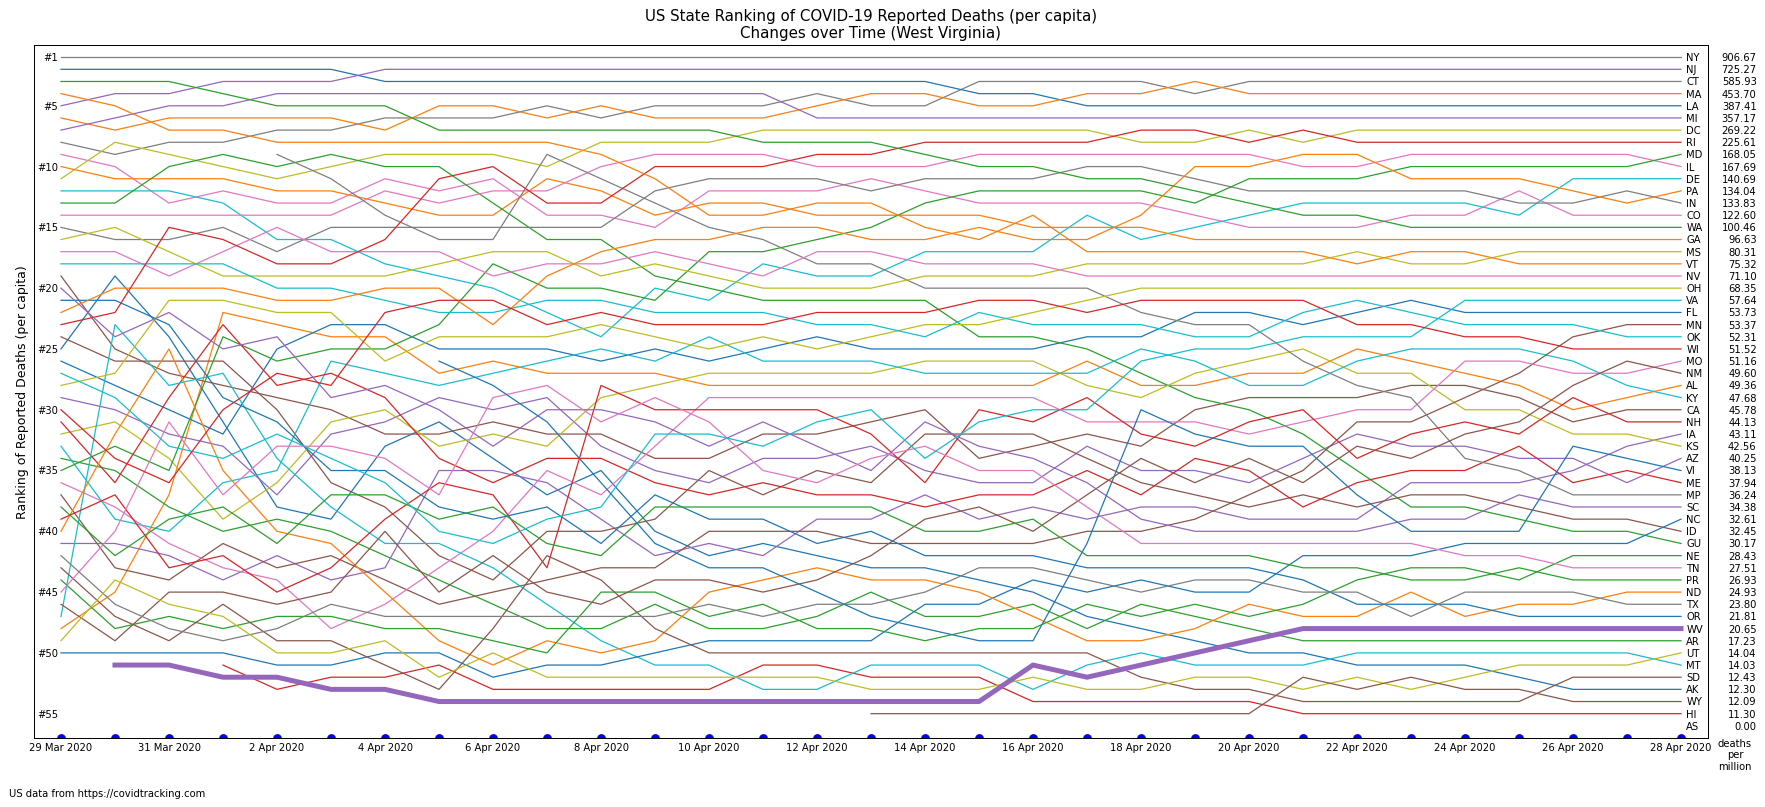 US State Ranking of COVID-19 Reported Deaths (per capita)
Changes over Time (West Virginia)
Ranking of Reported Deaths (per capita)
#1
#5
#10
#15
#20
#25
#30
#35
#40
#45
#50
#55
NY 906.67
NJ 725.27
CT 585.93
MA 453.70
LA 387.41
MI 357.17
DC 269.22
RI 225.61
MD 168.05
IL 167.69
DE 140.69
PA 134.04
IN 133.83
CO 122.60
WA 100.46
GA 96.63
MS 80.31
VT 75.32
NV 71.10
OH 68.35
VA 57.64
FL 53.73
MN 53.37
OK 52.31
WI 51.52
MO 51.16
NM 49.60
AL 49.36
KY 47.68
CA 45.78
NH 44.13
IA 43.11
KS 42.56
AZ 40.25
VI 38.13
ME 37.94
MP 36.24
SC 34.38
NC 32.61
ID 32.45
GU 30.17
NE 28.43
TN 27.51
PR 26.93
ND 24.93
TX 23.80
OR 21.81
WV 20.65
AR 17.23
UT 14.04
MT 14.03
SD 12.43
AK 12.30
WY 12.09
HI 11.30
AS 0.00
29 Mar 2020 31 Mar 2020 2 Apr 2020 4 Apr 2020 6 Apr 2020 8 Apr 2020 10 Apr 2020 12 Apr 2020 14 Apr 2020 16 Apr 2020 18 Apr 2020 20 Apr 2020 22 Apr 2020 24 Apr 2020 26 Apr 2020 28 Apr 2020
deaths
per
million
US data from https://covidtracking.com